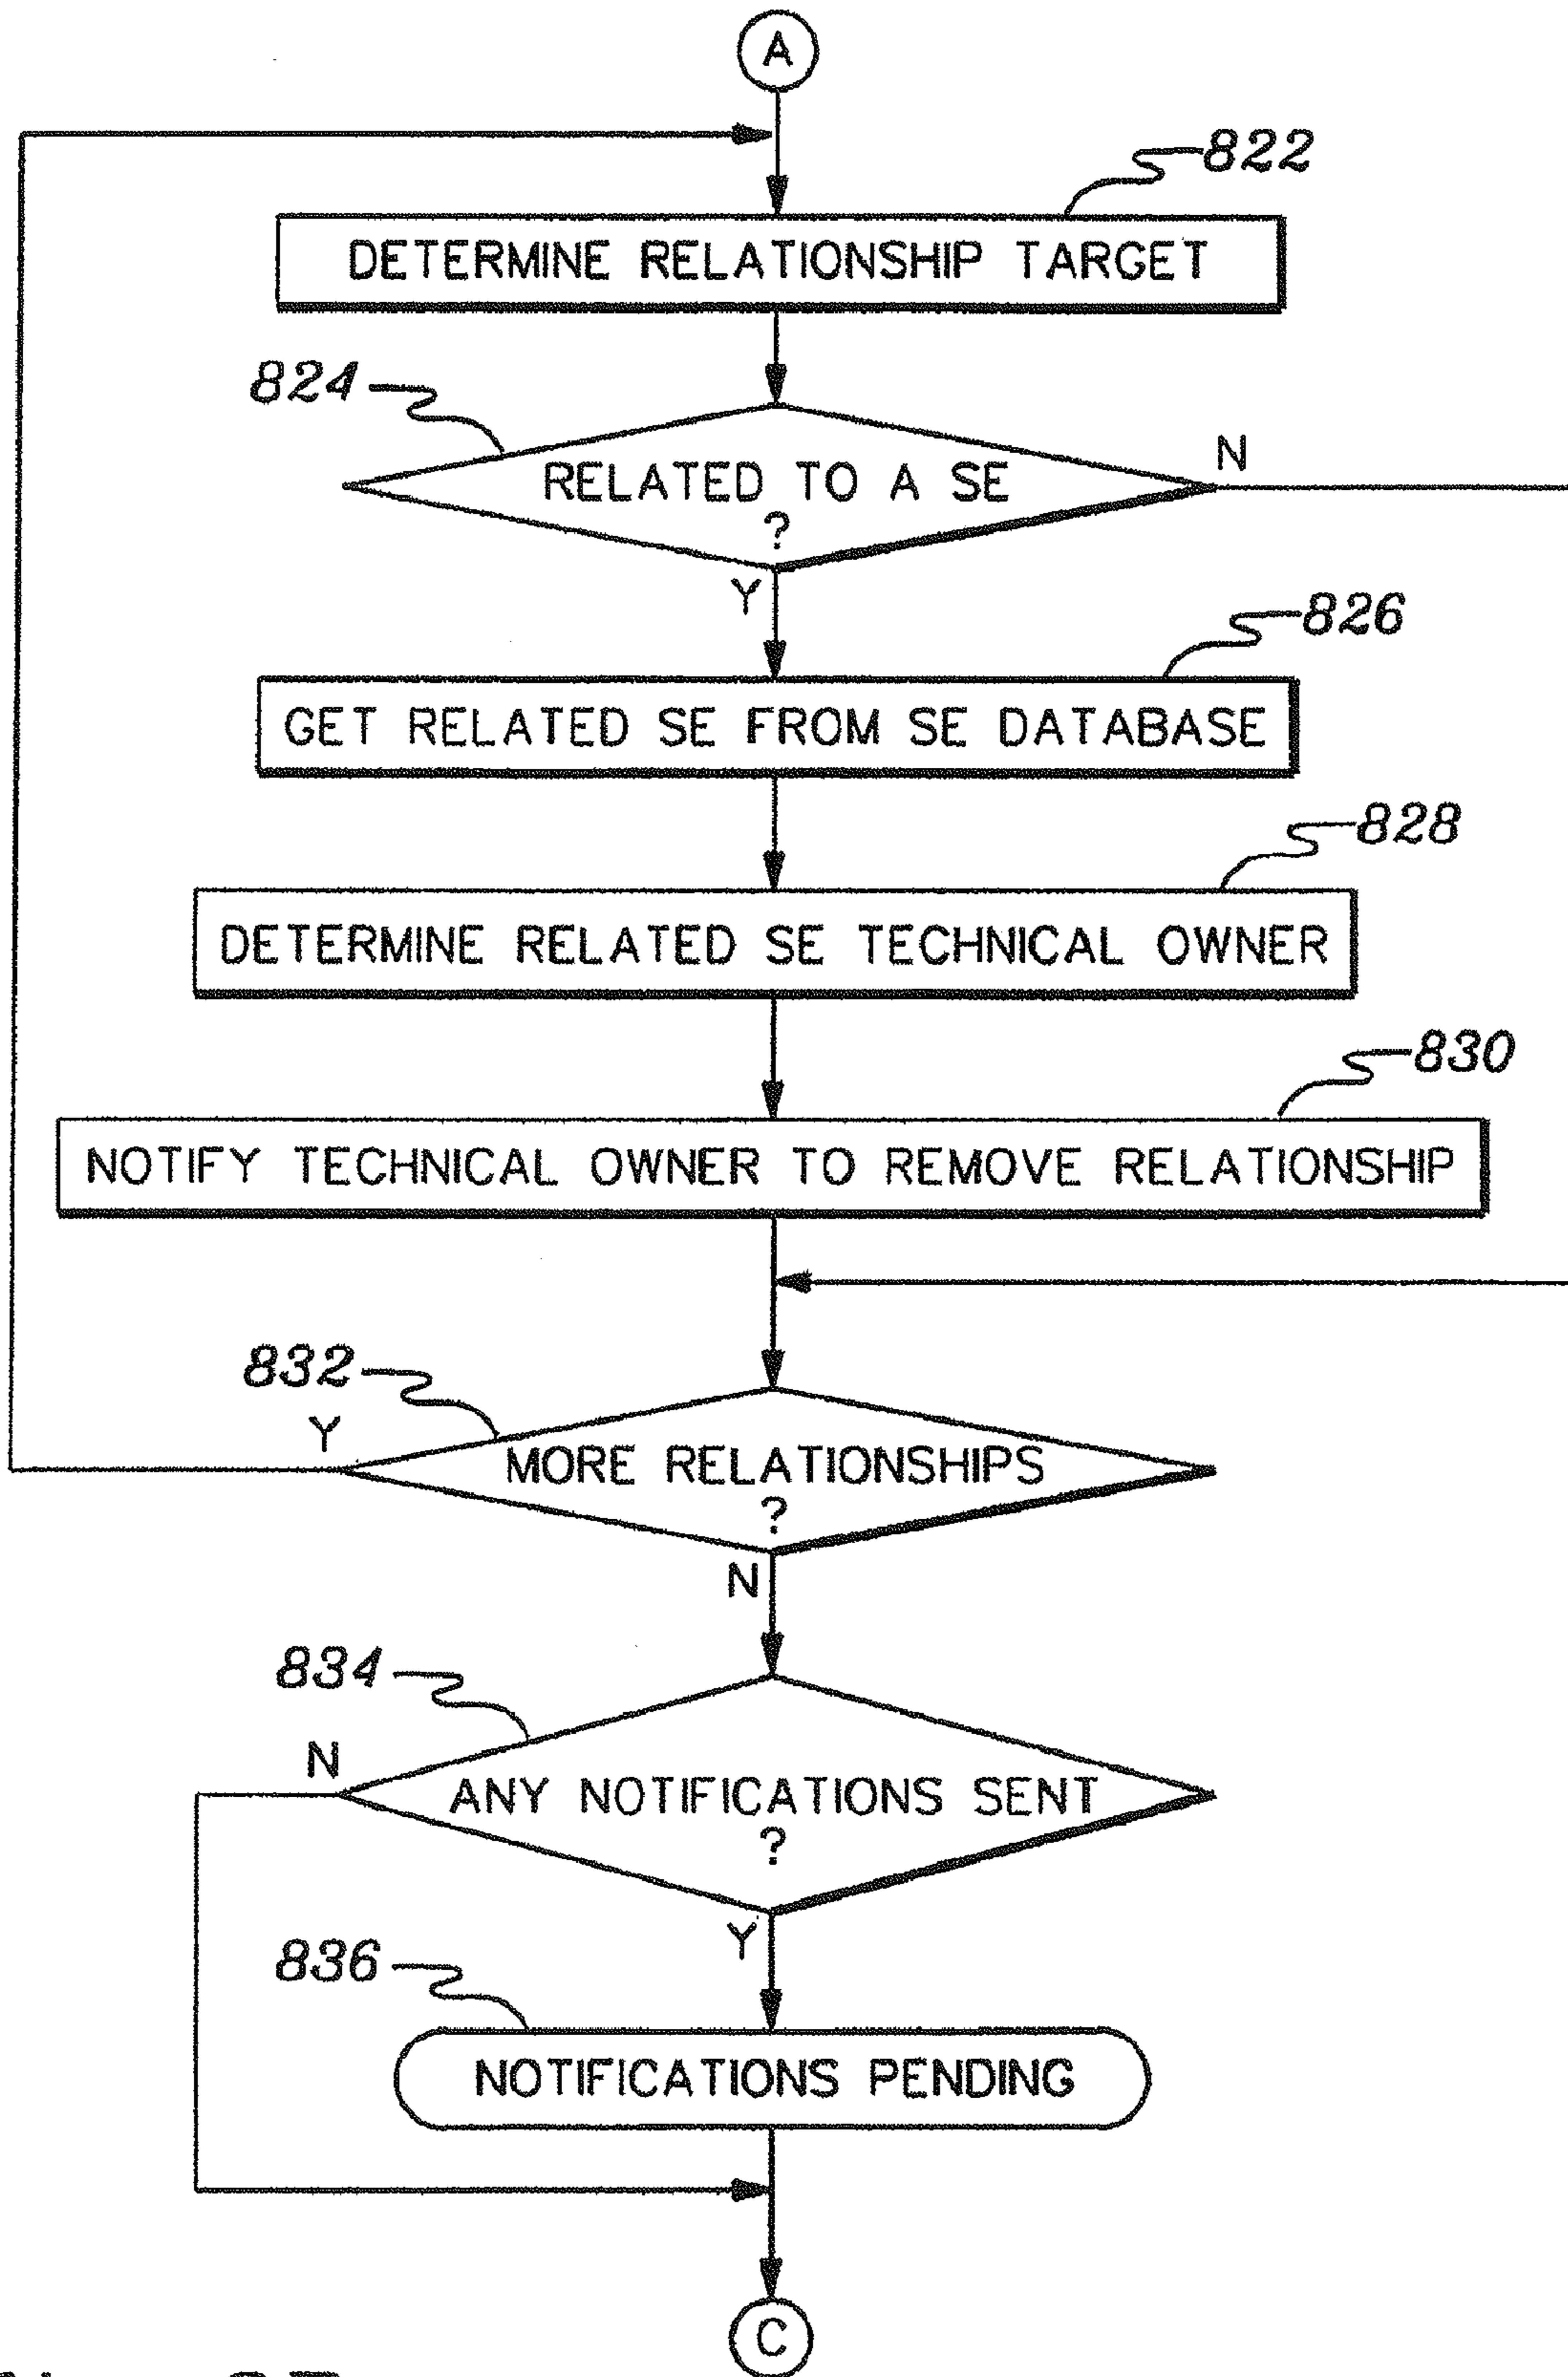 A
822
DETERMINE RELATIONSHIP TARGET
824
RELATED TO A SE
?
N
Y
826
GET RELATED SE FROM SE DATABASE
828
DETERMINE RELATED SE TECHNICAL OWNER
830
NOTIFY TECHNICAL OWNER TO REMOVE RELATIONSHIP
832
Y
MORE RELATIONSHIPS
?
N
834
N
ANY NOTIFICATIONS SENT
?
Y
836
NOTIFICATIONS PENDING
C